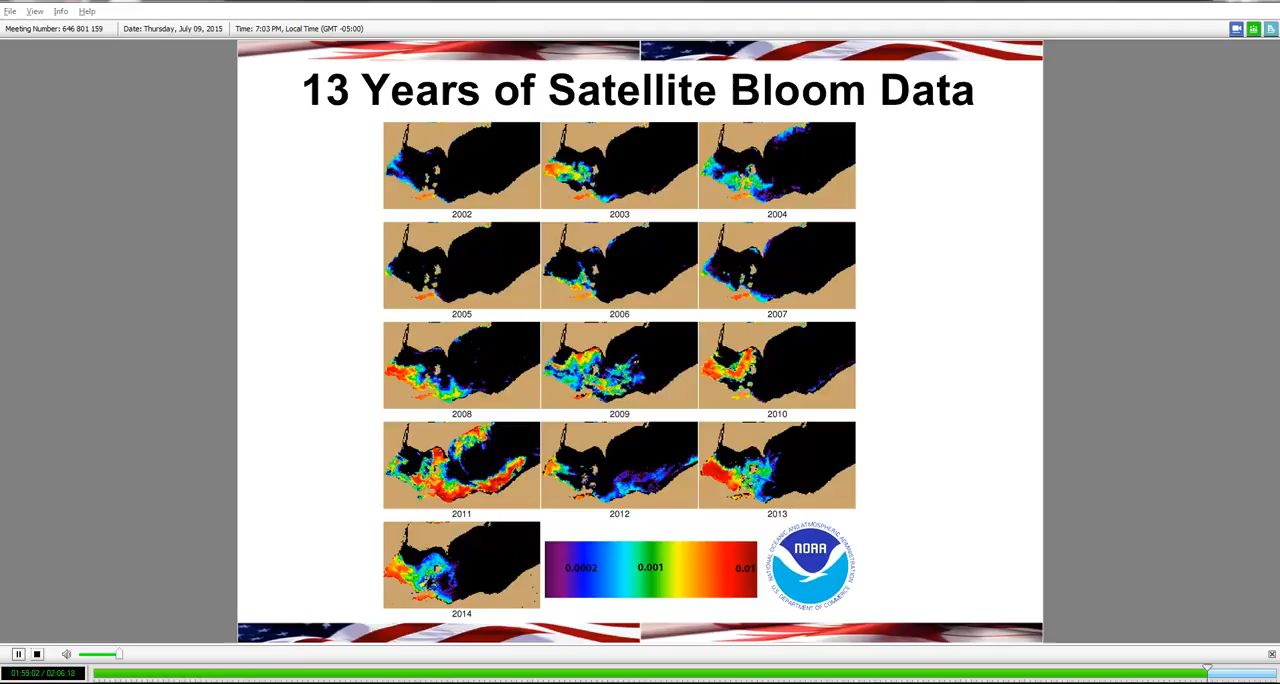 File View Info Help
Meeting Number: 646 801 159 Date: Thursday, July 09, 2015 Time: 7:03 PM, Local Time (GMT -05:00)
13 Years of Satellite Bloom Data
2002 2003 2004
2005 2006 2007
2008 2009 2010
2011 2012 2013
0.0002 0.001 0.01
NATIONAL OCEANIC AND ATMOSPHERIC ADMINISTRATION
NOAA
U.S. DEPARTMENT OF COMMERCE
2014
01:59:02 / 02:06:18